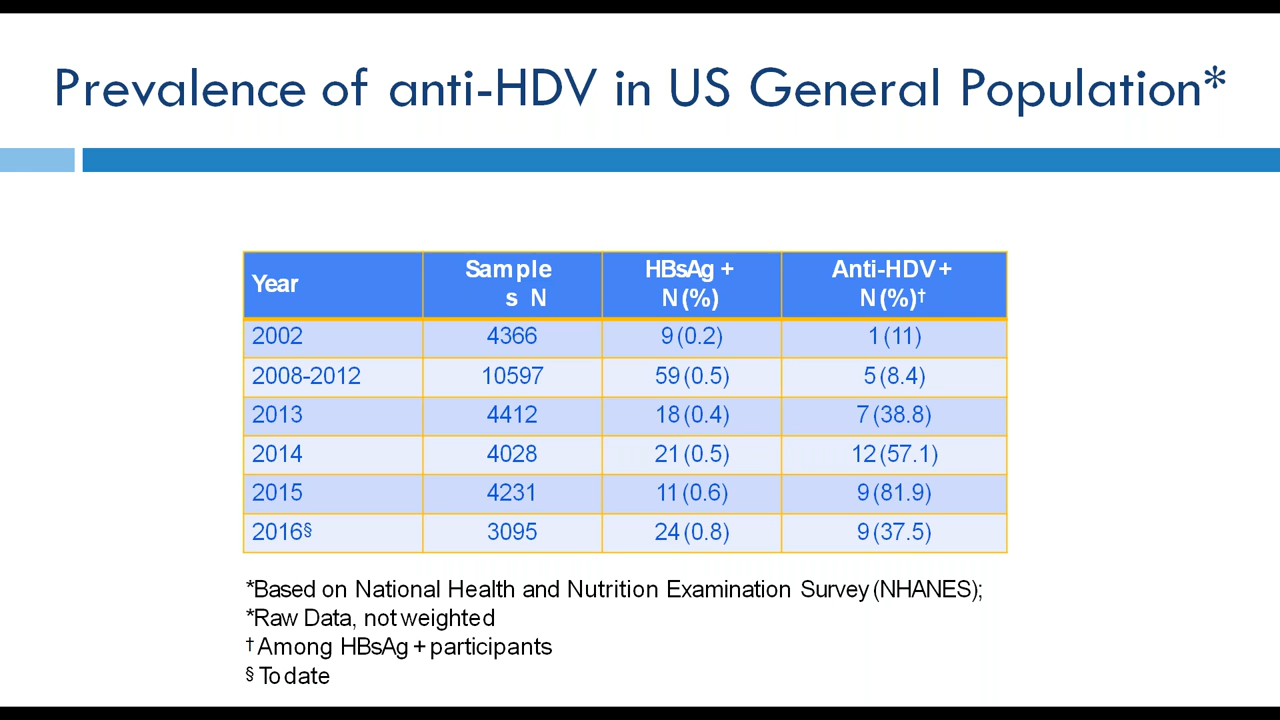 Prevalence of anti-HDV in US General Population*
Year
Sample
s N
HBsAg +
N (%)
Anti-HDV +
N (%)†
2002 4366 9 (0.2) 1 (11)
2008-2012 10597 59 (0.5) 5 (8.4)
2013 4412 18 (0.4) 7 (38.8)
2014 4028 21 (0.5) 12 (57.1)
2015 4231 11 (0.6) 9 (81.9)
2016§ 3095 24 (0.8) 9 (37.5)
*Based on National Health and Nutrition Examination Survey (NHANES);
*Raw Data, not weighted
† Among HBsAg + participants
§ To date